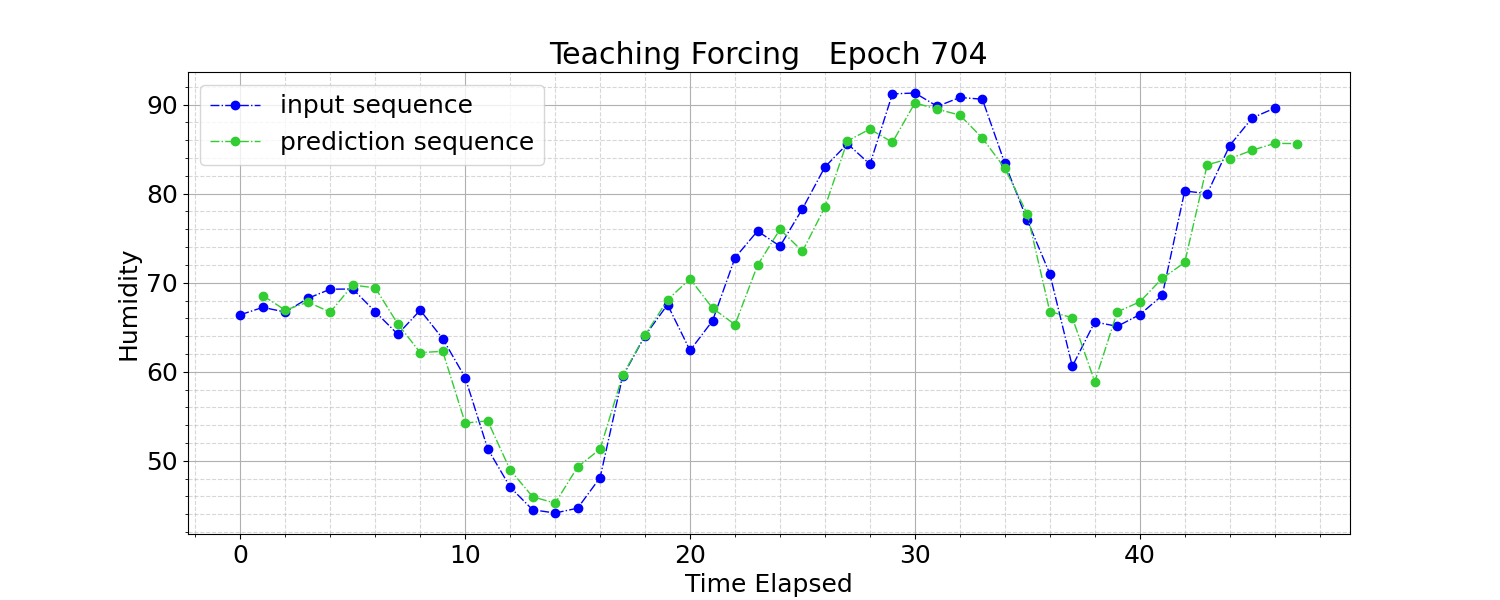 Teaching Forcing   Epoch 704
input sequence
prediction sequence
Humidity
90
80
70
60
50
0 10 20 30 40
Time Elapsed